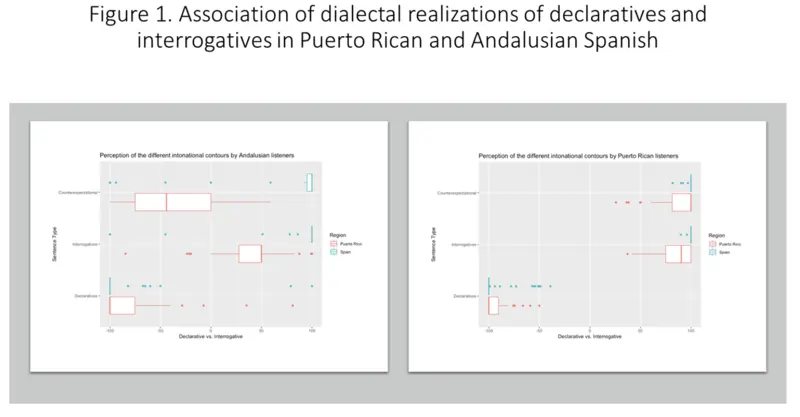 Figure 1. Association of dialectal realizations of declaratives and
interrogatives in Puerto Rican and Andalusian Spanish
Perception of the different intonational contours by Andalusian listeners
Counterexpectational
Interrogatives
Declaratives
Sentence Type
-100 -50 0 50 100
Declarative vs. Interrogative
Region
Puerto Rico
Spain
Perception of the different intonational contours by Puerto Rican listeners
Counterexpectational
Interrogatives
Declaratives
Sentence Type
-100 -50 0 50 100
Declarative vs. Interrogative
Region
Puerto Rico
Spain